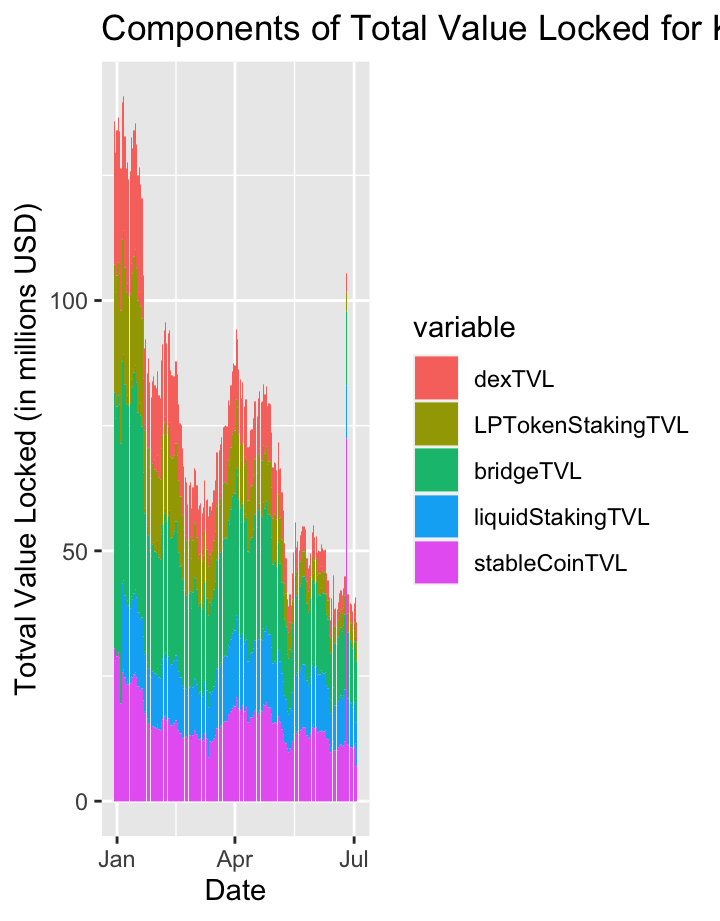 Components of Total Value Locked for
Totval Value Locked (in millions USD)
100
50
0
Jan Apr Jul
Date
variable
dexTVL
LPTokenStakingTVL
bridgeTVL
liquidStakingTVL
stableCoinTVL